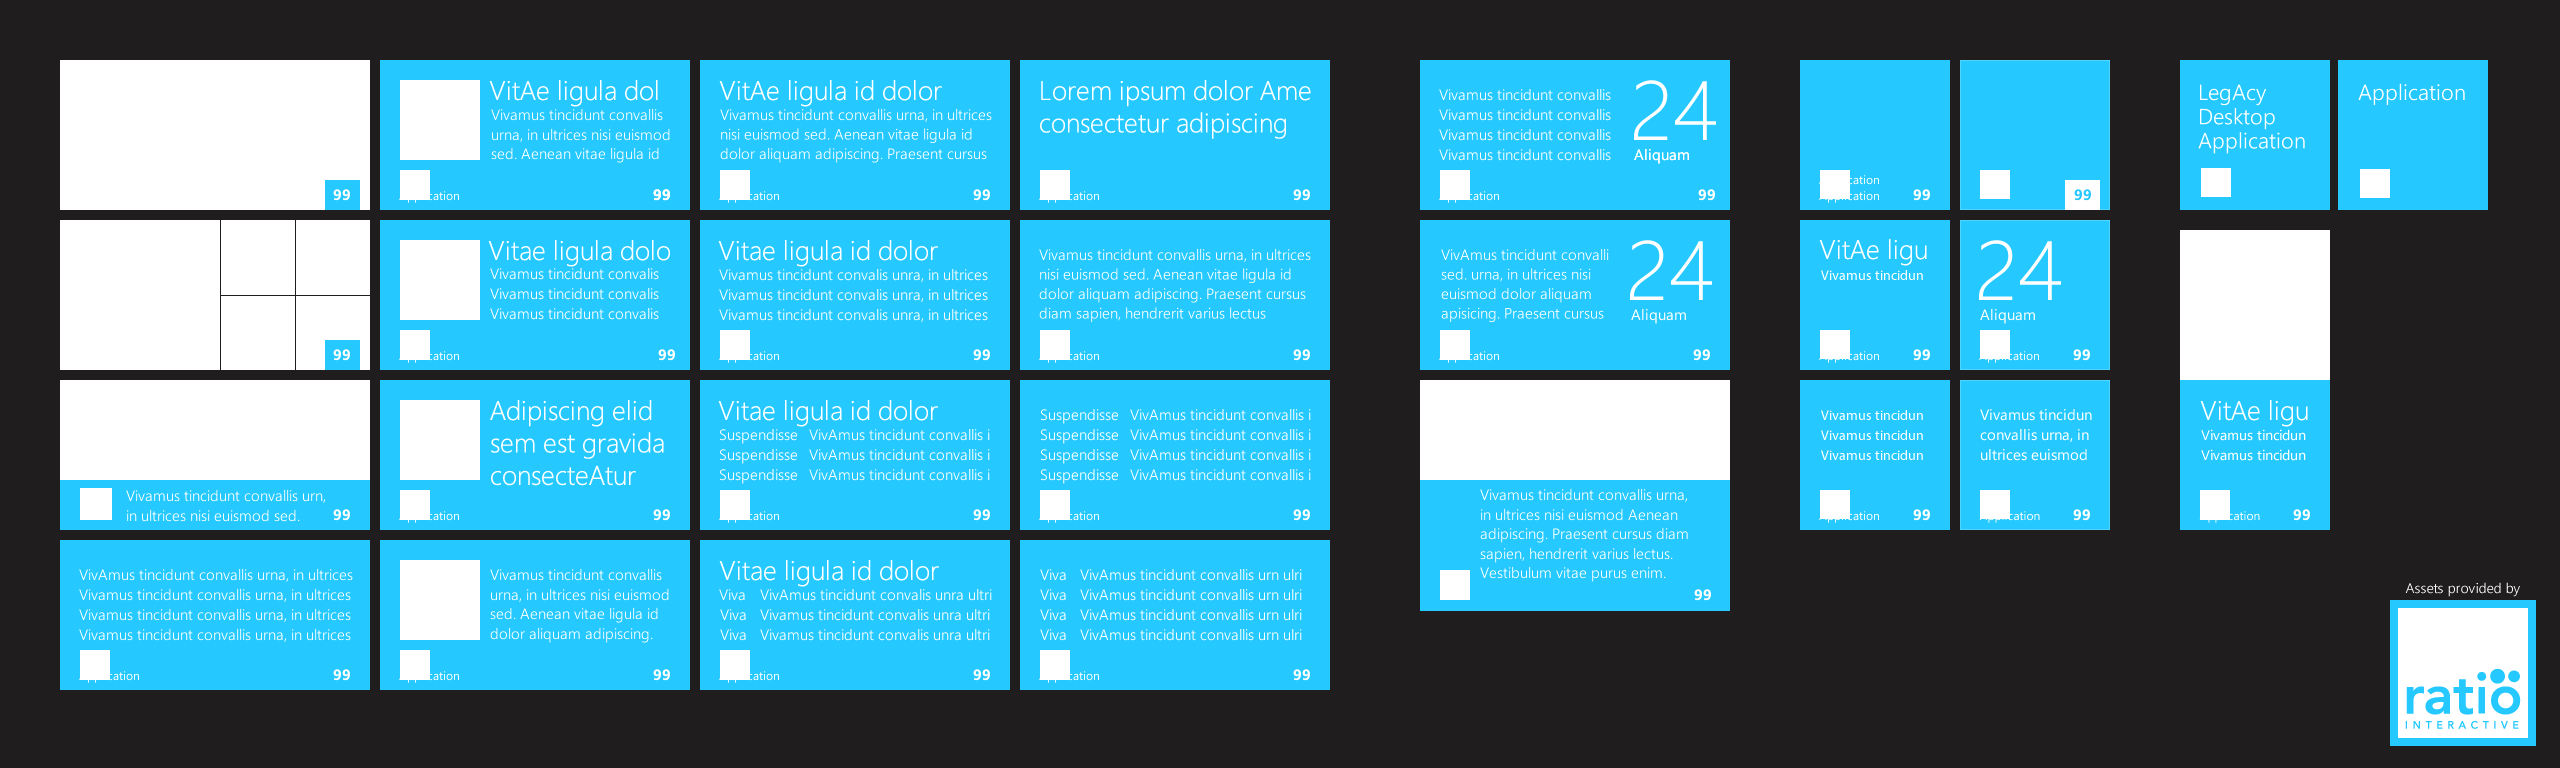 99
VitAe ligula dol
Vivamus tincidunt convallis
urna, in ultrices nisi euismod
sed. Aenean vitae ligula id
99
VitAe ligula id dolor
Vivamus tincidunt convallis urna, in ultrices
nisi euismod sed. Aenean vitae ligula id
dolor aliquam adipiscing. Praesent cursus
99
Lorem ipsum dolor Ame
consectetur adipiscing
99
99
Vitae ligula dolo
Vivamus tincidunt convalis
Vivamus tincidunt convalis
Vivamus tincidunt convalis
99
Vitae ligula id dolor
Vivamus tincidunt convalis unra, in ultrices
Vivamus tincidunt convalis unra, in ultrices
Vivamus tincidunt convalis unra, in ultrices
99
Vivamus tincidunt convallis urna, in ultrices
nisi euismod sed. Aenean vitae ligula id
dolor aliquam adipiscing. Praesent cursus
diam sapien, hendrerit varius lectus
99
Vivamus tincidunt convallis urn,
in ultrices nisi euismod sed.
99
Adipiscing elid
sem est gravida
consecteAtur
99
Vitae ligula id dolor
Suspendisse VivAmus tincidunt convallis i
Suspendisse VivAmus tincidunt convallis i
Suspendisse VivAmus tincidunt convallis i
99
Suspendisse VivAmus tincidunt convallis i
Suspendisse VivAmus tincidunt convallis i
Suspendisse VivAmus tincidunt convallis i
Suspendisse VivAmus tincidunt convallis i
99
VivAmus tincidunt convallis urna, in ultrices
Vivamus tincidunt convallis urna, in ultrices
Vivamus tincidunt convallis urna, in ultrices
Vivamus tincidunt convallis urna, in ultrices
99
Vivamus tincidunt convallis
urna, in ultrices nisi euismod
sed. Aenean vitae ligula id
dolor aliquam adipiscing.
99
Vitae ligula id dolor
Viva VivAmus tincidunt convalis unra ultri
Viva Vivamus tincidunt convalis unra ultri
Viva Vivamus tincidunt convalis unra ultri
99
Viva VivAmus tincidunt convallis urn ulri
Viva VivAmus tincidunt convallis urn ulri
Viva VivAmus tincidunt convallis urn ulri
Viva VivAmus tincidunt convallis urn ulri
99
Vivamus tincidunt convallis
Vivamus tincidunt convallis
Vivamus tincidunt convallis
Vivamus tincidunt convallis
24
Aliquam
99
VivAmus tincidunt convalli
sed. urna, in ultrices nisi
euismod dolor aliquam
apisicing. Praesent cursus
24
Aliquam
99
Vivamus tincidunt convallis urna,
in ultrices nisi euismod Aenean
adipiscing. Praesent cursus diam
sapien, hendrerit varius lectus.
Vestibulum vitae purus enim.
99
99
99
VitAe ligu
Vivamus tincidun
99
24
Aliquam
99
Vivamus tincidun
Vivamus tincidun
Vivamus tincidun
99
Vivamus tincidun
convallis urna, in
ultrices euismod
99
LegAcy
Desktop
Application
Application
VitAe ligu
Vivamus tincidun
Vivamus tincidun
99
Assets provided by
ratio
INTERACTIVE